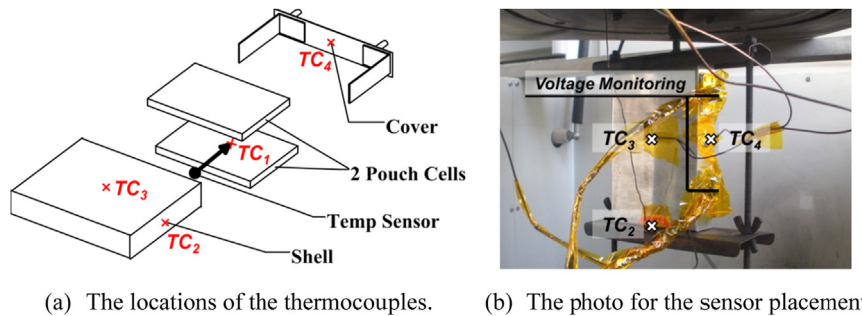 TC4
Cover
TC1
2 Pouch Cells
TC3
Temp Sensor
TC2
Shell
Voltage Monitoring
TC3
TC4
TC2
(a) The locations of the thermocouples.
(b) The photo for the sensor placemen